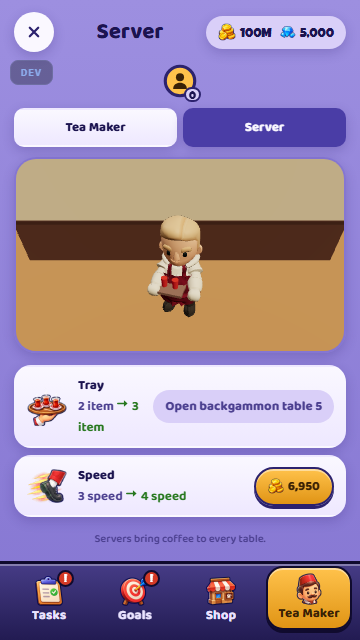 Server
100M
5,000
DEV
0
Tea Maker
Server
Tray
2 item → 3
item
Open backgammon table 5
Speed
3 speed → 4 speed
6,950
Servers bring coffee to every table.
!
!
Tasks
Goals
Shop
Tea Maker